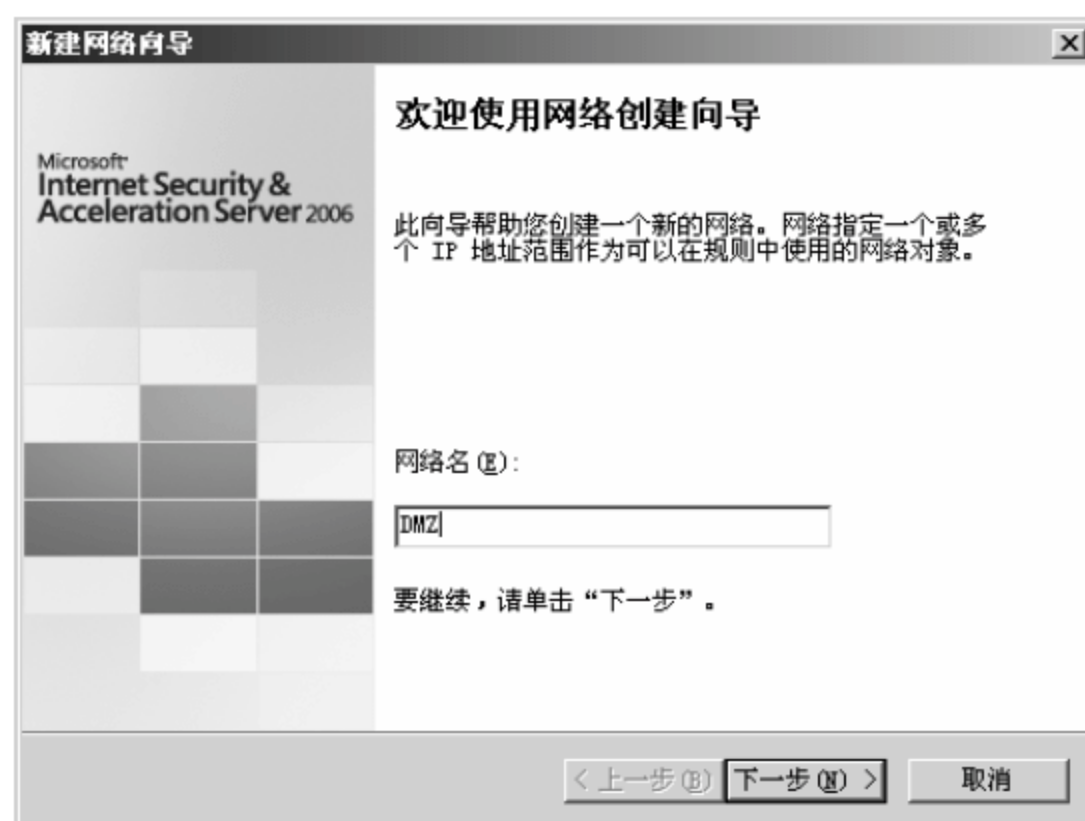 新建网络向导
欢迎使用网络创建向导
Microsoft
Internet Security &
Acceleration Server 2006
此向导帮助您创建一个新的网络。网络指定一个或多
个 IP 地址范围作为可以在规则中使用的网络对象。
网络名(E):
DMZ
要继续，请单击“下一步”。
< 上一步(B)
下一步(N) >
取消